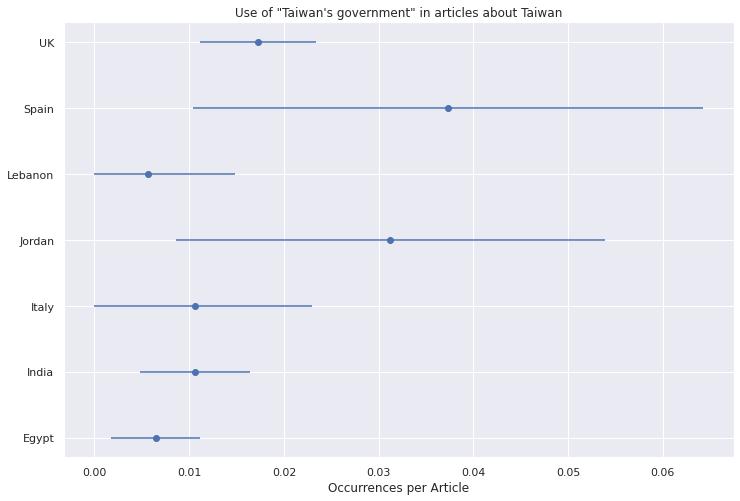 Use of "Taiwan's government" in articles about Taiwan
UK
Spain
Lebanon
Jordan
Italy
India
Egypt
0.00 0.01 0.02 0.03 0.04 0.05 0.06
Occurrences per Article